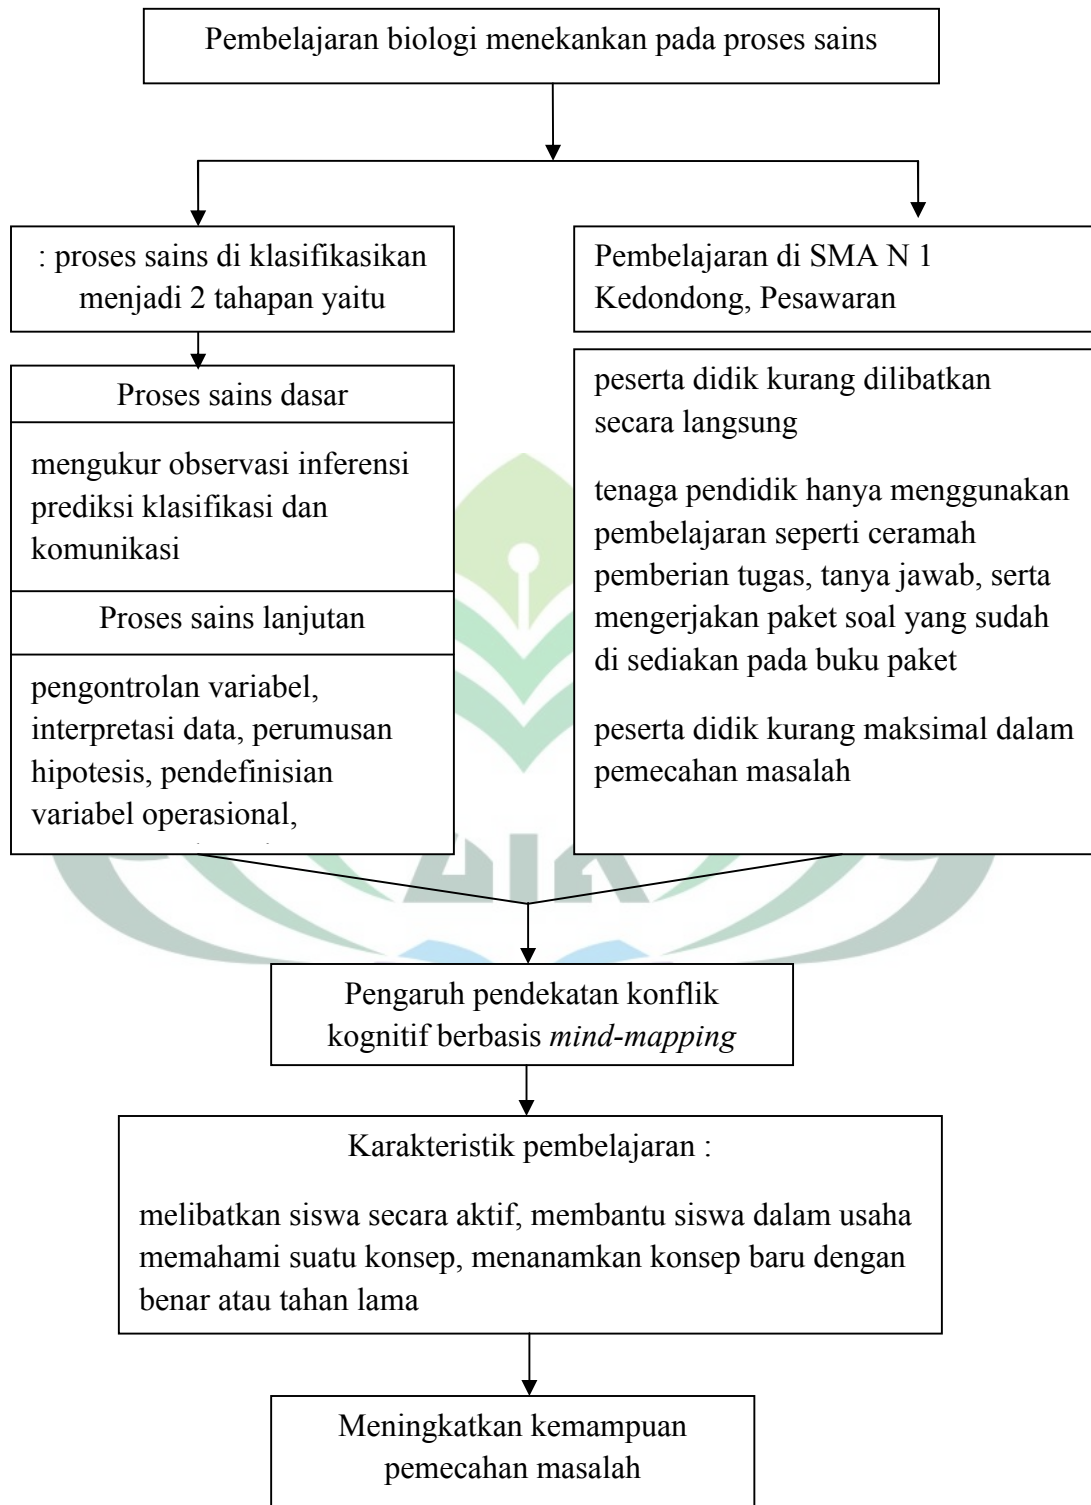 Pembelajaran biologi menekankan pada proses sains
: proses sains di klasifikasikan
menjadi 2 tahapan yaitu
Proses sains dasar
mengukur observasi inferensi
prediksi klasifikasi dan
komunikasi
Proses sains lanjutan
pengontrolan variabel,
interpretasi data, perumusan
hipotesis, pendefinisian
variabel operasional,
Pembelajaran di SMA N 1
Kedondong, Pesawaran
peserta didik kurang dilibatkan
secara langsung
tenaga pendidik hanya menggunakan
pembelajaran seperti ceramah
pemberian tugas, tanya jawab, serta
mengerjakan paket soal yang sudah
di sediakan pada buku paket
peserta didik kurang maksimal dalam
pemecahan masalah
Pengaruh pendekatan konflik
kognitif berbasis mind-mapping
Karakteristik pembelajaran :
melibatkan siswa secara aktif, membantu siswa dalam usaha
memahami suatu konsep, menanamkan konsep baru dengan
benar atau tahan lama
Meningkatkan kemampuan
pemecahan masalah